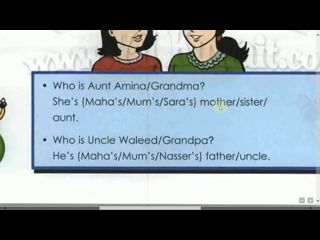 • Who is Aunt Amina/Grandma?
She's (Maha's/Mum's/Sara's) mother/sister/
aunt.
• Who is Uncle Waleed/Grandpa?
He's (Maha's/Mum's/Nasser's) father/uncle.